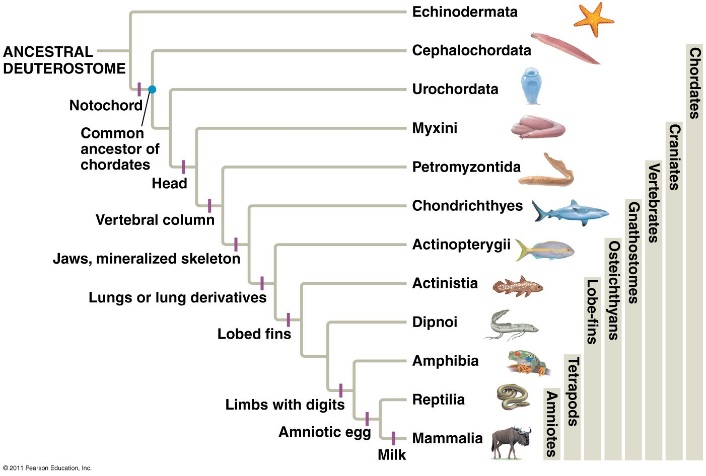 Echinodermata
ANCESTRAL
DEUTEROSTOME
Cephalochordata
Notochord
Urochordata
Common
ancestor of
chordates
Myxini
Head
Petromyzontida
Vertebral column
Chondrichthyes
Jaws, mineralized skeleton
Actinopterygii
Lungs or lung derivatives
Actinistia
Lobed fins
Dipnoi
Amphibia
Limbs with digits
Reptilia
Amniotic egg
Mammalia
Milk
Chordates
Craniates
Vertebrates
Gnathostomes
Osteichthyans
Lobe-fins
Tetrapods
Amniotes
© 2011 Pearson Education, Inc.